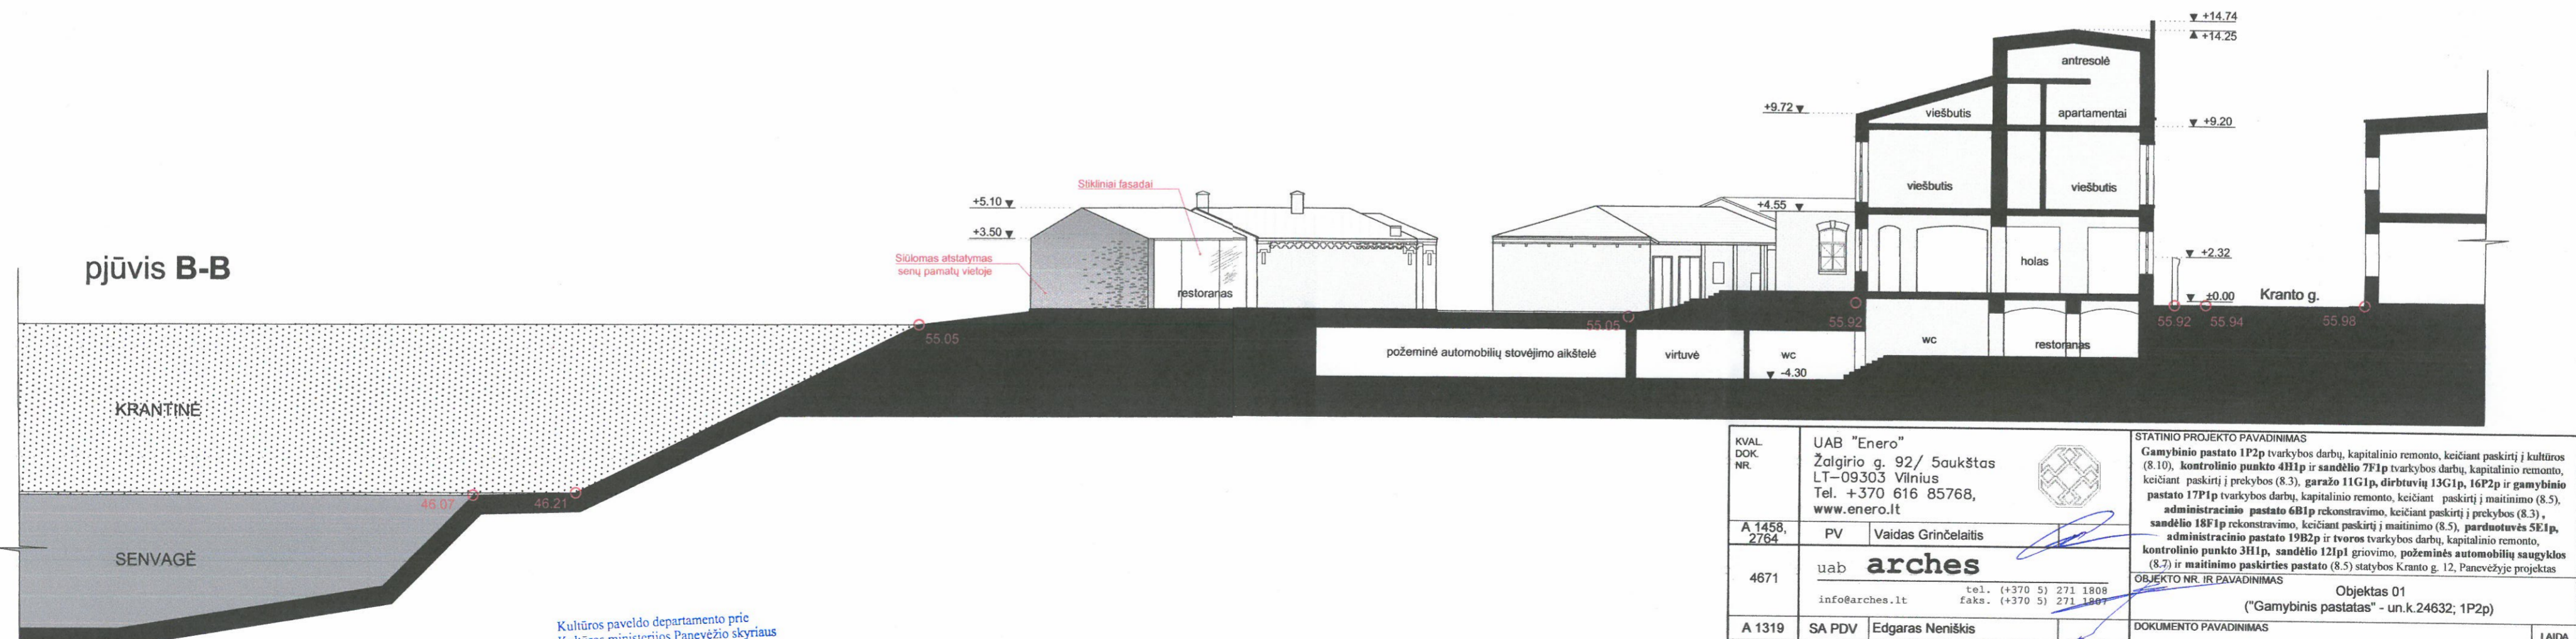 pjūvis B-B
KRANTINĖ
SENVAGĖ
46.07
46.21
55.05
+5.10
+3.50
Siūlomas atstatymas
senų pamatų vietoje
Stikliniai fasadai
restoranas
+4.55
55.05
požeminė automobilių stovėjimo aikštelė
virtuvė
wc
-4.30
+9.72
viešbutis
antresolė
apartamentai
viešbutis
viešbutis
holas
wc
restoranas
55.92
+14.74
+14.25
+9.20
+2.32
±0.00
Kranto g.
55.92
55.94
55.98
Kultūros paveldo departamento prie
Kultūros ministerijos Panevėžio skyriaus
KVAL.
DOK.
NR.
UAB "Enero"
Žalgirio g. 92/ 5aukštas
LT-09303 Vilnius
Tel. +370 616 85768,
www.enero.lt
A 1458,
2764
PV
Vaidas Grinčelaitis
4671
uab arches
tel. (+370 5) 271 1808
info@arches.lt faks. (+370 5) 271 1807
A 1319
SA PDV
Edgaras Neniškis
STATINIO PROJEKTO PAVADINIMAS
Gamybinio pastato 1P2p tvarkybos darbų, kapitalinio remonto, keičiant paskirtį į kultūros
(8.10), kontrolinio punkto 4H1p ir sandėlio 7F1p tvarkybos darbų, kapitalinio remonto,
keičiant paskirtį į prekybos (8.3), garažo 11G1p, dirbtuvių 13G1p, 16P2p ir gamybinio
pastato 17P1p tvarkybos darbų, kapitalinio remonto, keičiant paskirtį į maitinimo (8.5),
administracinio pastato 6B1p rekonstravimo, keičiant paskirtį į prekybos (8.3) ,
sandėlio 18F1p rekonstravimo, keičiant paskirtį į maitinimo (8.5), parduotuvės 5E1p,
administracinio pastato 19B2p ir tvoros tvarkybos darbų, kapitalinio remonto,
kontrolinio punkto 3H1p, sandėlio 12Ip1 griovimo, požeminės automobilių saugyklos
(8.7) ir maitinimo paskirties pastato (8.5) statybos Kranto g. 12, Panevėžyje projektas
OBJEKTO NR. IR PAVADINIMAS
Objektas 01
("Gamybinis pastatas" - un.k.24632; 1P2p)
DOKUMENTO PAVADINIMAS
LAIDA